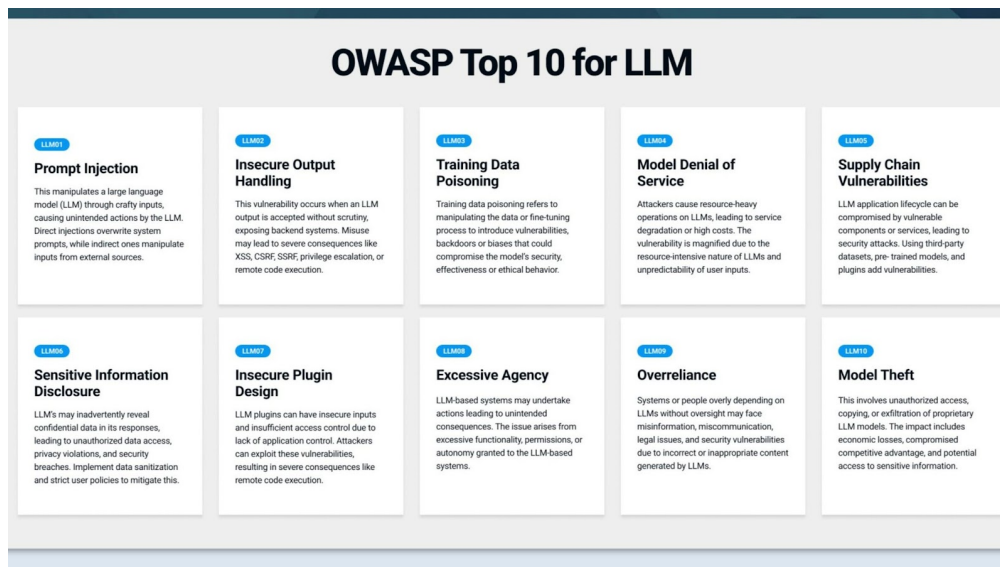 OWASP Top 10 for LLM
LLM01
Prompt Injection
This manipulates a large language
model (LLM) through crafty inputs,
causing unintended actions by the LLM.
Direct injections overwrite system
prompts, while indirect ones manipulate
inputs from external sources.
LLM02
Insecure Output
Handling
This vulnerability occurs when an LLM
output is accepted without scrutiny,
exposing backend systems. Misuse
may lead to severe consequences like
XSS, CSRF, SSRF, privilege escalation, or
remote code execution.
LLM03
Training Data
Poisoning
Training data poisoning refers to
manipulating the data or fine-tuning
process to introduce vulnerabilities,
backdoors or biases that could
compromise the model's security,
effectiveness or ethical behavior.
LLM04
Model Denial of
Service
Attackers cause resource-heavy
operations on LLMs, leading to service
degradation or high costs. The
vulnerability is magnified due to the
resource-intensive nature of LLMs and
unpredictability of user inputs.
LLM05
Supply Chain
Vulnerabilities
LLM application lifecycle can be
compromised by vulnerable
components or services, leading to
security attacks. Using third-party
datasets, pre- trained models, and
plugins add vulnerabilities.
LLM06
Sensitive Information
Disclosure
LLM's may inadvertently reveal
confidential data in its responses,
leading to unauthorized data access,
privacy violations, and security
breaches. Implement data sanitization
and strict user policies to mitigate this.
LLM07
Insecure Plugin
Design
LLM plugins can have insecure inputs
and insufficient access control due to
lack of application control. Attackers
can exploit these vulnerabilities,
resulting in severe consequences like
remote code execution.
LLM08
Excessive Agency
LLM-based systems may undertake
actions leading to unintended
consequences. The issue arises from
excessive functionality, permissions, or
autonomy granted to the LLM-based
systems.
LLM09
Overreliance
Systems or people overly depending on
LLMs without oversight may face
misinformation, miscommunication,
legal issues, and security vulnerabilities
due to incorrect or inappropriate content
generated by LLMs.
LLM10
Model Theft
This involves unauthorized access,
copying, or exfiltration of proprietary
LLM models. The impact includes
economic losses, compromised
competitive advantage, and potential
access to sensitive information.